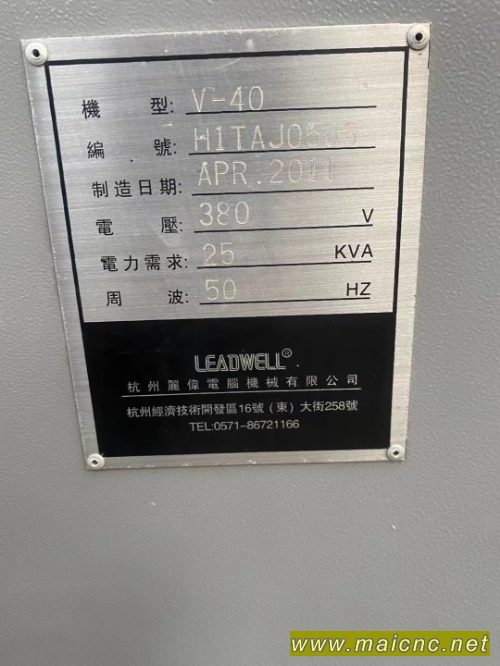 機 型: V-40
編 號: H1TAJ0505
制造日期: APR.2011
電 壓: 380 V
電力需求: 25 KVA
周 波: 50 HZ
LEADWELL®
杭州麗偉電腦機械有限公司
杭州經濟技術開發區16號（東）大街258號
TEL:0571-86721166
www.maicnc.net